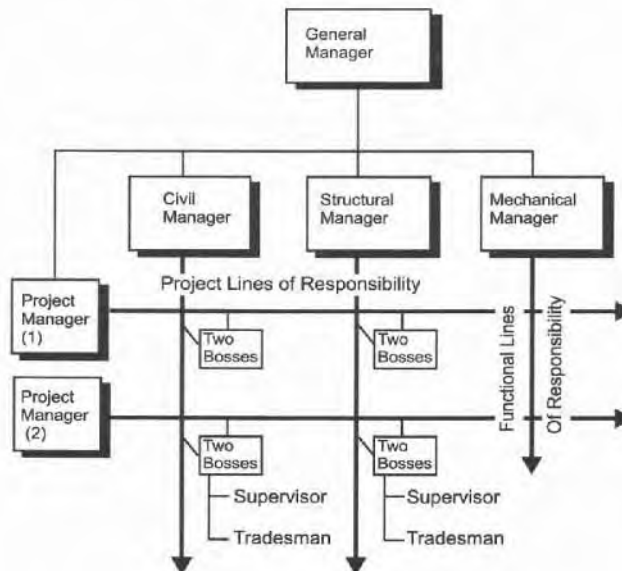 General
Manager
Civil
Manager
Structural
Manager
Mechanical
Manager
Project Lines of Responsibility
Project
Manager
(1)
Two
Bosses
Two
Bosses
Functional Lines
Of Responsibility
Project
Manager
(2)
Two
Bosses
Two
Bosses
Supervisor
Supervisor
Tradesman
Tradesman